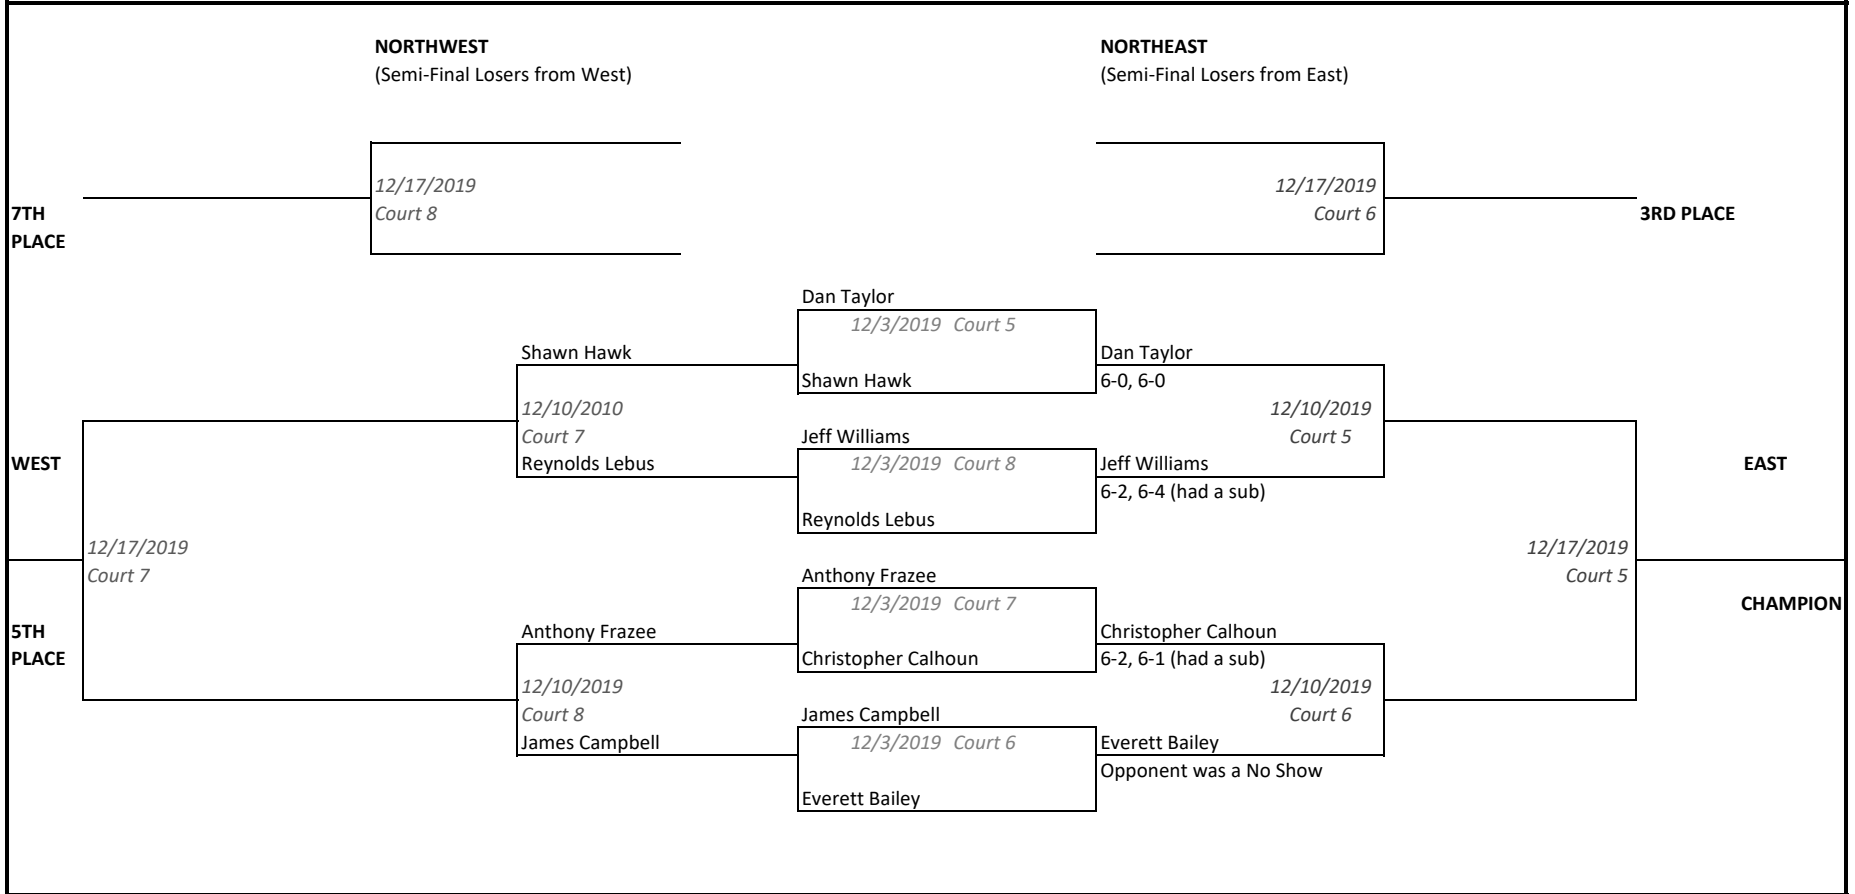 NORTHWEST
(Semi-Final Losers from West)
NORTHEAST
(Semi-Final Losers from East)
12/17/2019
Court 8
7TH
PLACE
12/17/2019
Court 6
3RD PLACE
Dan Taylor
12/3/2019 Court 5
Shawn Hawk
Shawn Hawk
Dan Taylor
6-0, 6-0
12/10/2010
Court 7
12/10/2019
Court 5
Jeff Williams
12/3/2019 Court 8
Reynolds Lebus
WEST
Reynolds Lebus
Jeff Williams
6-2, 6-4 (had a sub)
EAST
12/17/2019
Court 7
12/17/2019
Court 5
Anthony Frazee
12/3/2019 Court 7
Christopher Calhoun
CHAMPION
5TH
PLACE
Anthony Frazee
Christopher Calhoun
6-2, 6-1 (had a sub)
12/10/2019
Court 8
12/10/2019
Court 6
James Campbell
12/3/2019 Court 6
Everett Bailey
James Campbell
Everett Bailey
Opponent was a No Show